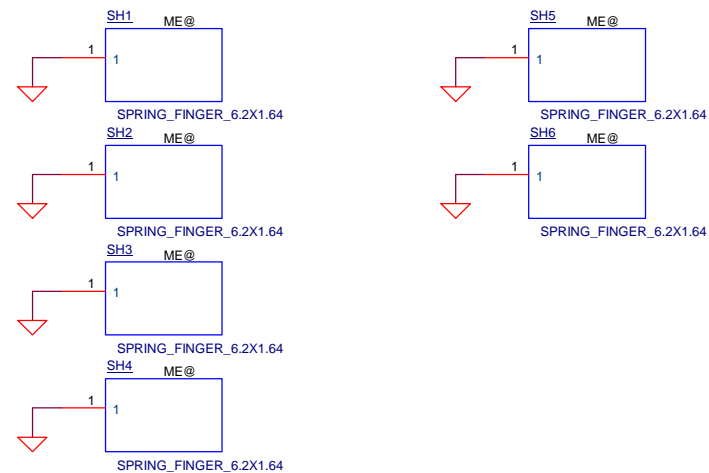 SH1 ME@
1 1
SPRING_FINGER_6.2X1.64
SH2 ME@
1 1
SPRING_FINGER_6.2X1.64
SH3 ME@
1 1
SPRING_FINGER_6.2X1.64
SH4 ME@
1 1
SPRING_FINGER_6.2X1.64
SH5 ME@
1 1
SPRING_FINGER_6.2X1.64
SH6 ME@
1 1
SPRING_FINGER_6.2X1.64